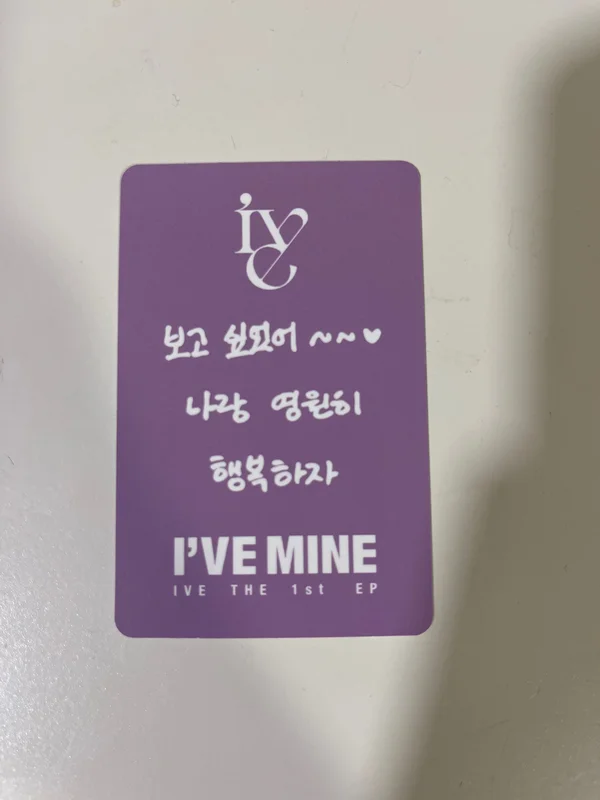 IVE
보고 싶었어 ~~♥
나랑 영원히
행복하자
I'VE MINE
IVE THE 1st EP